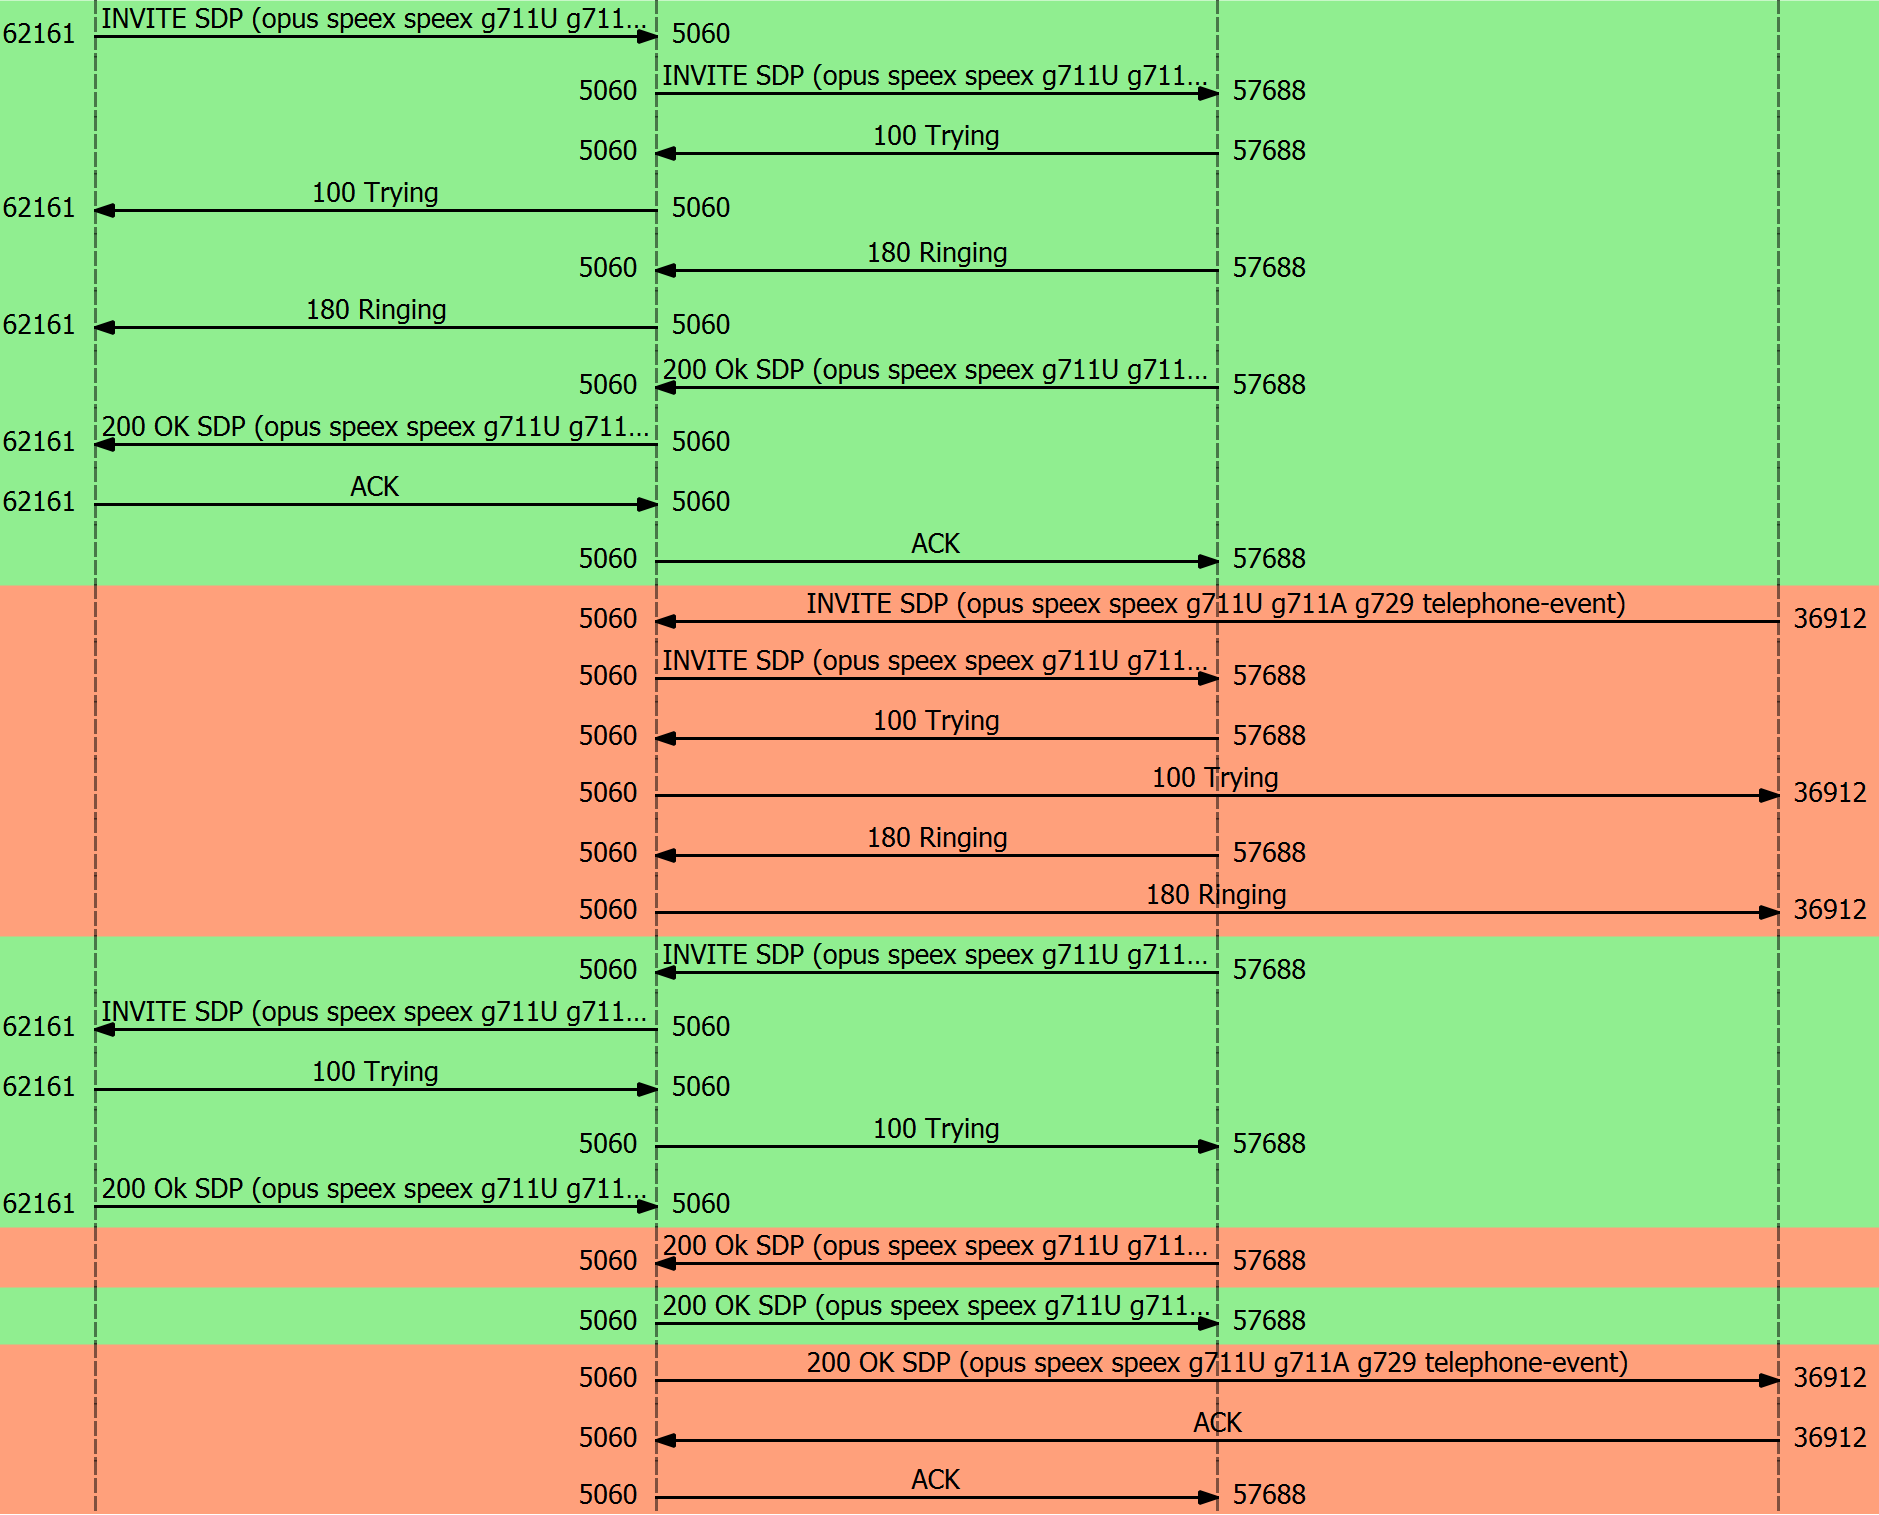 INVITE SDP (opus speex speex g711U g711...
62161 5060
INVITE SDP (opus speex speex g711U g711...
5060 57688
100 Trying
5060 57688
100 Trying
62161 5060
180 Ringing
5060 57688
180 Ringing
62161 5060
200 Ok SDP (opus speex speex g711U g711...
5060 57688
200 OK SDP (opus speex speex g711U g711...
62161 5060
ACK
62161 5060
ACK
5060 57688
INVITE SDP (opus speex speex g711U g711A g729 telephone-event)
5060 36912
INVITE SDP (opus speex speex g711U g711...
5060 57688
100 Trying
5060 57688
100 Trying
5060 36912
180 Ringing
5060 57688
180 Ringing
5060 36912
INVITE SDP (opus speex speex g711U g711...
5060 57688
INVITE SDP (opus speex speex g711U g711...
62161 5060
100 Trying
62161 5060
100 Trying
5060 57688
200 Ok SDP (opus speex speex g711U g711...
62161 5060
200 Ok SDP (opus speex speex g711U g711...
5060 57688
200 OK SDP (opus speex speex g711U g711...
5060 57688
200 OK SDP (opus speex speex g711U g711A g729 telephone-event)
5060 36912
ACK
5060 36912
ACK
5060 57688